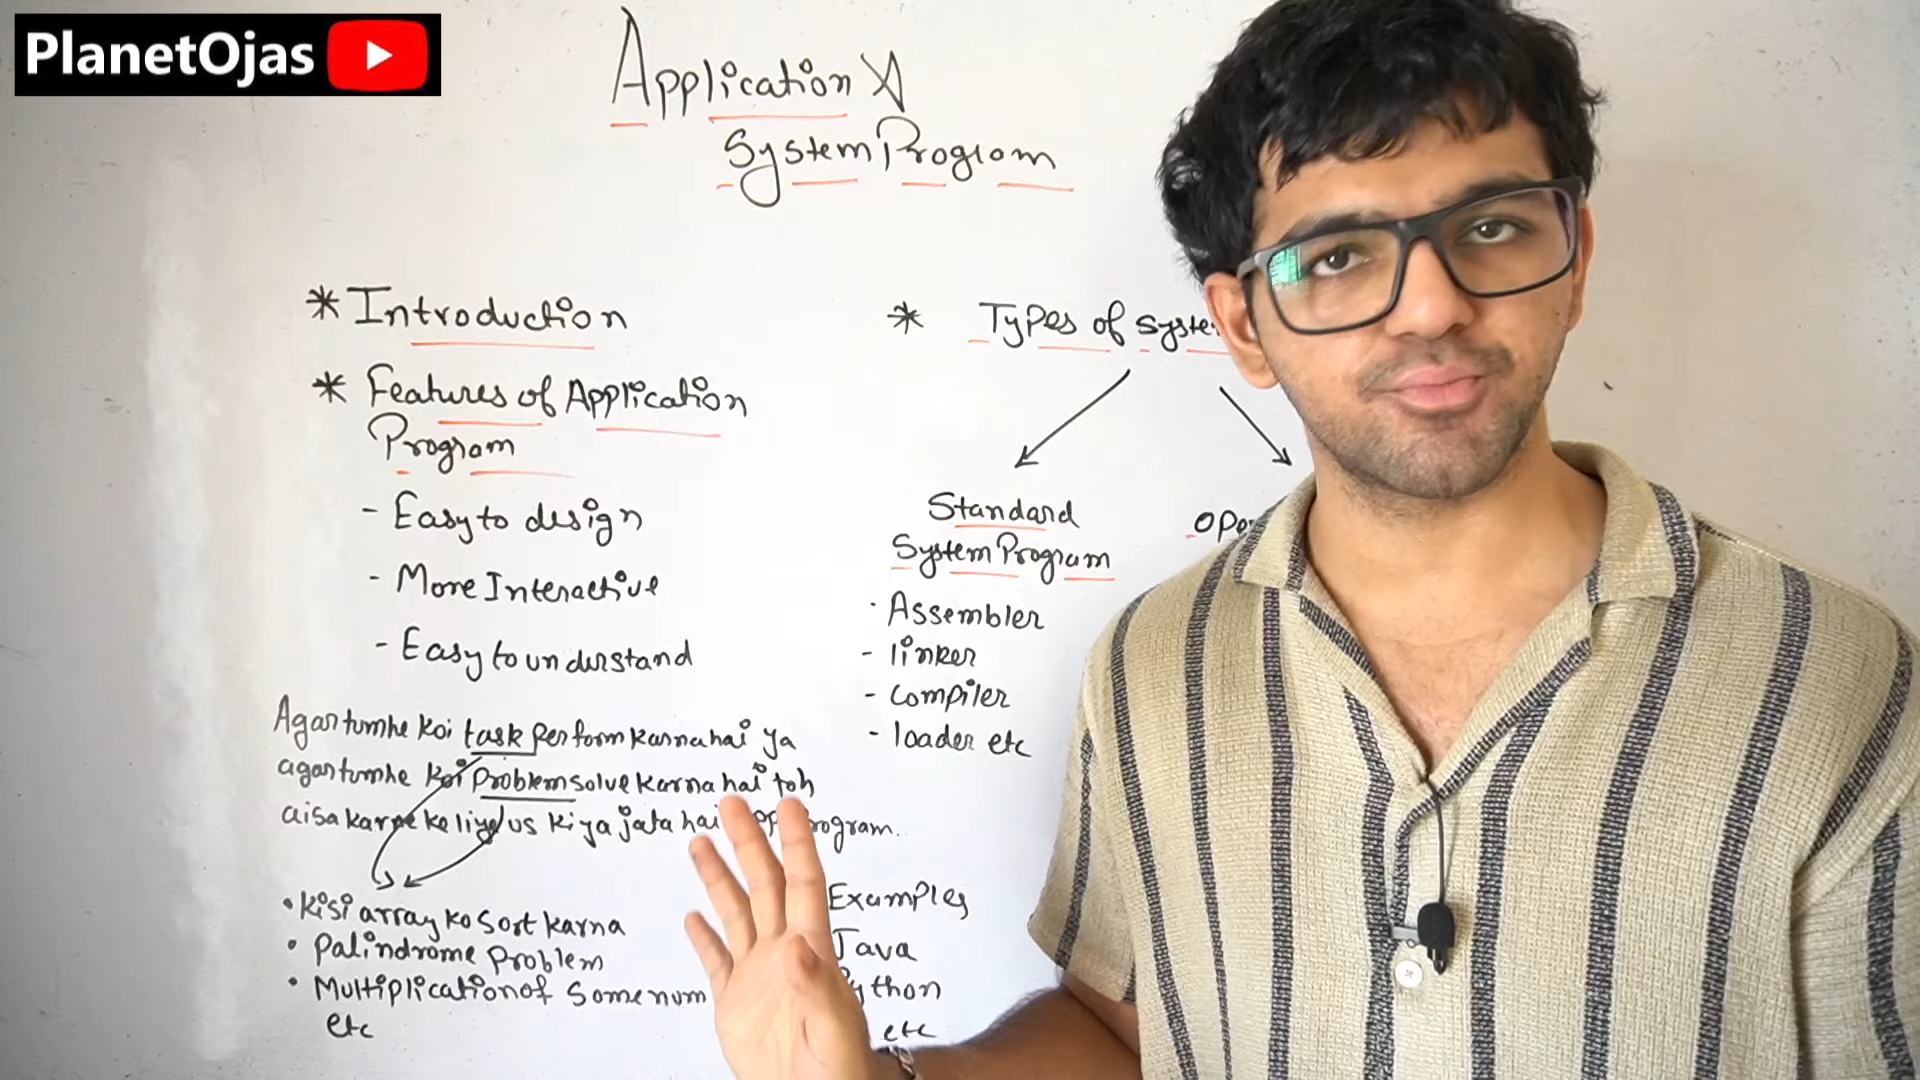 PlanetOjas
Application
System Program
* Introduction
* Features of Application
Program
- Easy to design
- More Interactive
- Easy to understand
Agar tumhe koi task perform karna hai ya
agar tumhe koi problem solve karna hai toh
aisa karne ke liye us kiya jata hai rogram.
• Kisi array ko sort karna
• Palindrome Problem
• Multiplication of some num
etc
Examples
Java
ython
etc
* Types of Syste
Standard
System Program
Ope
· Assembler
- linker
- Compiler
- loader etc